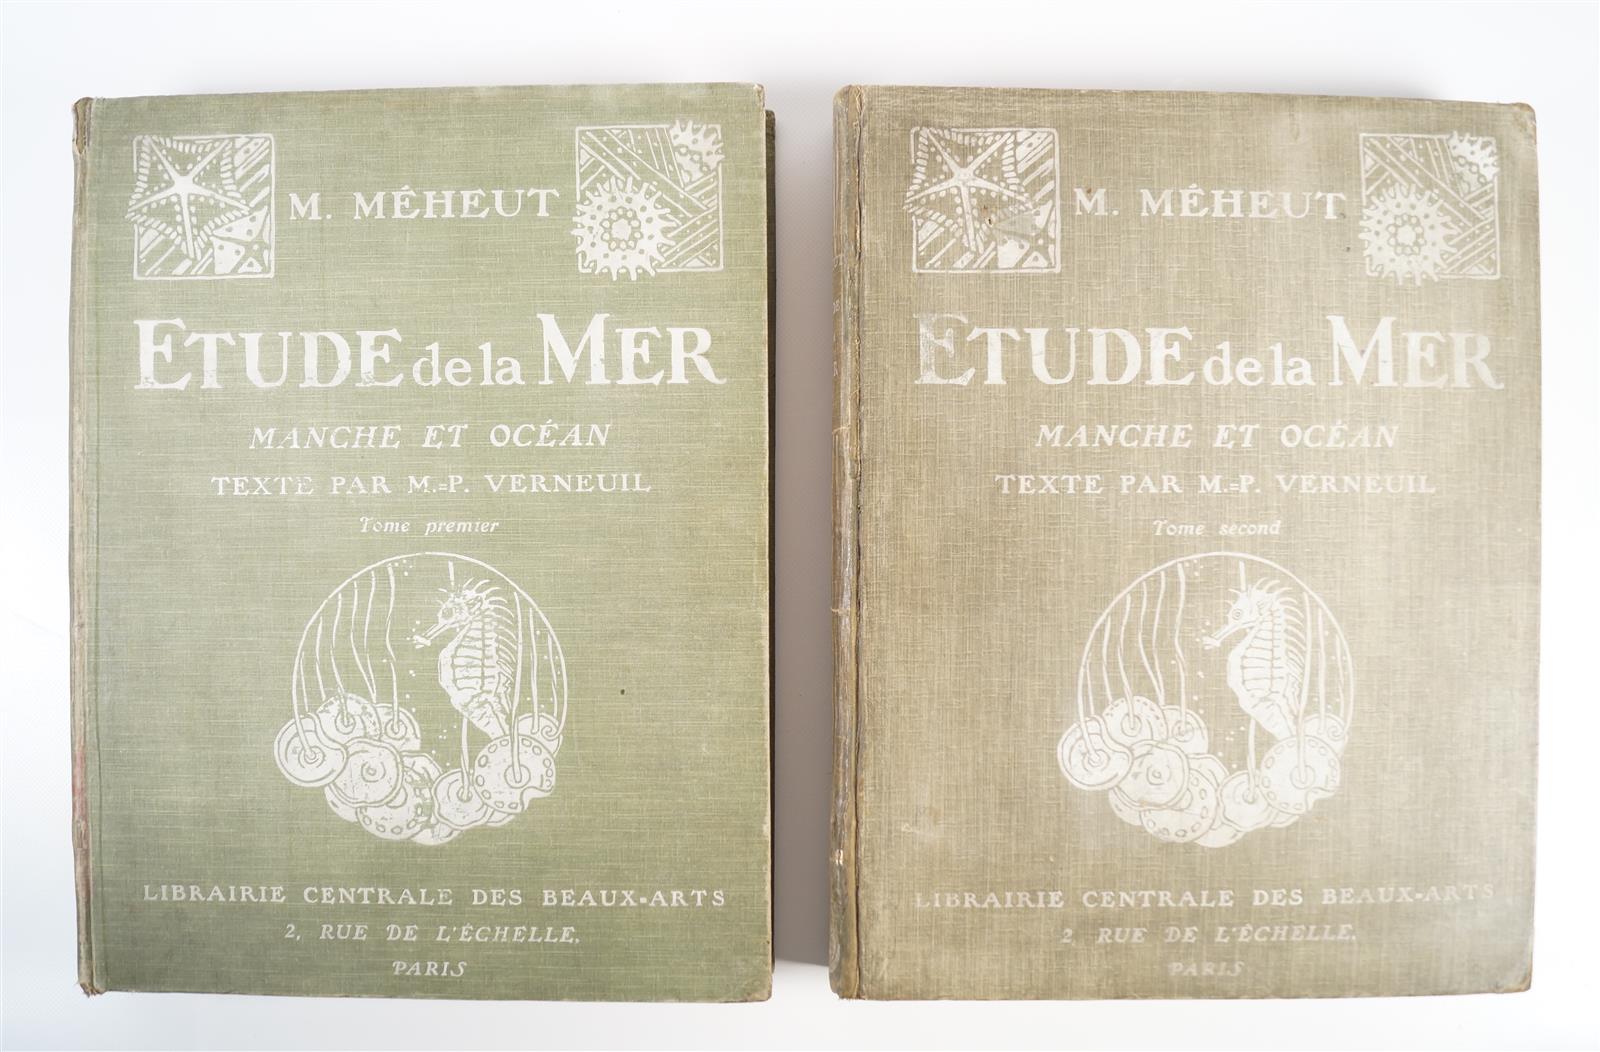 M. MÉHEUT
ETUDE de la MER
MANCHE ET OCÉAN
TEXTE PAR M.=P. VERNEUIL
Tome premier
LIBRAIRIE CENTRALE DES BEAUX-ARTS
2, RUE DE L'ÉCHELLE,
PARIS
M. MÉHEUT
ETUDE de la MER
MANCHE ET OCÉAN
TEXTE PAR M.=P. VERNEUIL
Tome second
LIBRAIRIE CENTRALE DES BEAUX-ARTS
2, RUE DE L'ÉCHELLE,
PARIS